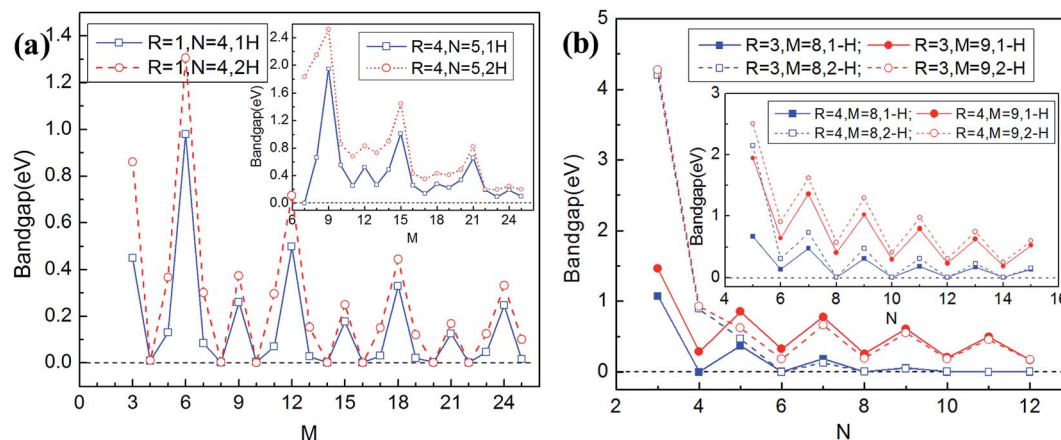 (a)
R=1,N=4,1H
R=1,N=4,2H
Bandgap(eV)
1.4
1.2
1.0
0.8
0.6
0.4
0.2
0.0
0 3 6 9 12 15 18 21 24
M
R=4,N=5,1H
R=4,N=5,2H
Bandgap(eV)
2.4
2.0
1.6
1.2
0.8
0.4
0.0
6 9 12 15 18 21 24
M
(b)
R=3,M=8,1-H; R=3,M=9,1-H
R=3,M=8,2-H; R=3,M=9,2-H
Bandgap(eV)
5
4
3
2
1
0
2 4 6 8 10 12
N
R=4,M=8,1-H; R=4,M=9,1-H
R=4,M=8,2-H; R=4,M=9,2-H
Bandgap(eV)
3
2
1
0
4 6 8 10 12 14 16
N